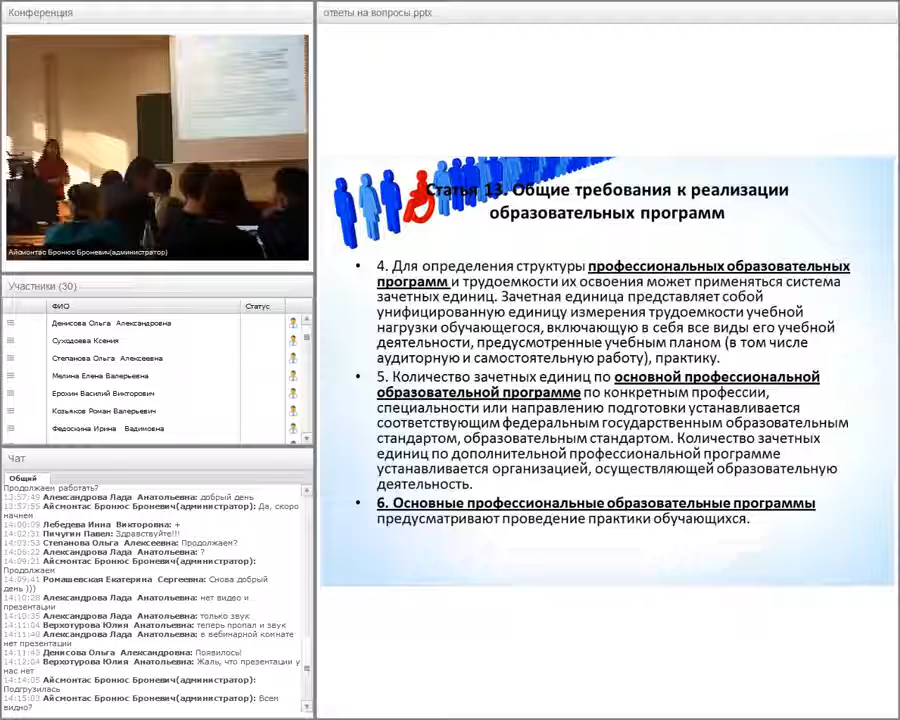 Конференция
Айсмонтас Бронюс Броневич(администратор)
Участники (30)
ФИО
Статус
Денисова Ольга Александровна
Суходоева Ксения
Степанова Ольга Алексеевна
Мелина Елена Валерьевна
Ерохин Василий Викторович
Козьяков Роман Валерьевич
Федоскина Ирина Вадимовна
Чат
Общий
Продолжаем работать?
13:57:49 Александрова Лада Анатольевна: добрый день
13:57:55 Айсмонтас Бронюс Броневич(администратор): Да, скоро
начнем
14:00:09 Лебедева Инна Викторовна: +
14:02:31 Пичугин Павел: Здравствуйте!!!
14:03:53 Степанова Ольга Алексеевна: Продолжаем?
14:06:22 Александрова Лада Анатольевна: ?
14:09:21 Айсмонтас Бронюс Броневич(администратор):
Продолжаем
14:09:41 Ромашевская Екатерина Сергеевна: Снова добрый
день )))
14:10:28 Александрова Лада Анатольевна: нет видео и
презентации
14:10:35 Александрова Лада Анатольевна: только звук
14:11:04 Верхотурова Юлия Анатольевна: теперь пропал и звук
14:11:40 Александрова Лада Анатольевна: в вебинарной комнате
нет презентации
14:11:43 Денисова Ольга Александровна: Появилось!
14:12:04 Верхотурова Юлия Анатольевна: Жаль, что презентации у
нас нет
14:14:05 Айсмонтас Бронюс Броневич(администратор):
Подгрузилась
14:15:03 Айсмонтас Бронюс Броневич(администратор): Всем
видно?
ответы на вопросы.pptx
Статья 13. Общие требования к реализации
образовательных программ
• 4. Для определения структуры профессиональных образовательных
программ и трудоемкости их освоения может применяться система
зачетных единиц. Зачетная единица представляет собой
унифицированную единицу измерения трудоемкости учебной
нагрузки обучающегося, включающую в себя все виды его учебной
деятельности, предусмотренные учебным планом (в том числе
аудиторную и самостоятельную работу), практику.
• 5. Количество зачетных единиц по основной профессиональной
образовательной программе по конкретным профессии,
специальности или направлению подготовки устанавливается
соответствующим федеральным государственным образовательным
стандартом, образовательным стандартом. Количество зачетных
единиц по дополнительной профессиональной программе
устанавливается организацией, осуществляющей образовательную
деятельность.
• 6. Основные профессиональные образовательные программы
предусматривают проведение практики обучающихся.